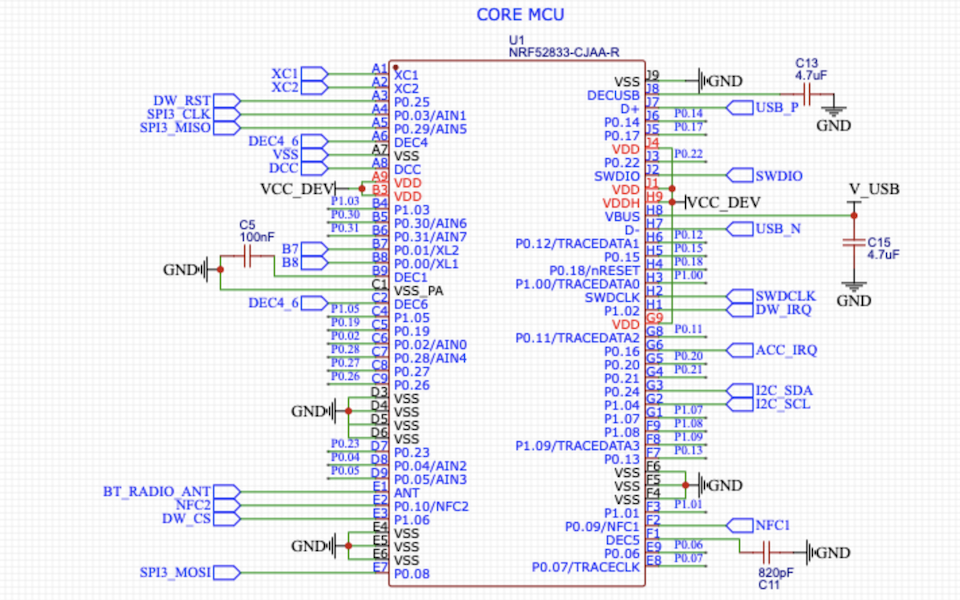 CORE MCU
U1
NRF52833-CJAA-R
XC1 A1 XC1
XC2 A2 XC2
DW_RST A3 P0.25
SPI3_CLK A4 P0.03/AIN1
SPI3_MISO A5 P0.29/AIN5
DEC4_6 A6 DEC4
VSS A7 VSS
DCC A8 DCC
A9 VDD
VCC_DEV B3 VDD
P1.03 B4 P1.03
P0.30 B5 P0.30/AIN6
P0.31 B6 P0.31/AIN7
C5
100nF
B7 B7 P0.01/XL2
B8 B8 P0.00/XL1
GND B9 DEC1
C1 VSS_PA
DEC4_6 C2 DEC6
P1.05 C4 P1.05
P0.19 C5 P0.19
P0.02 C6 P0.02/AIN0
P0.28 C7 P0.28/AIN4
P0.27 C8 P0.27
P0.26 C9 P0.26
D3 VSS
GND D4 VSS
D5 VSS
D6 VSS
P0.23 D7 P0.23
P0.04 D8 P0.04/AIN2
P0.05 D9 P0.05/AIN3
BT_RADIO_ANT E1 ANT
NFC2 E2 P0.10/NFC2
DW_CS E3 P1.06
E4 VSS
GND E5 VSS
E6 VSS
SPI3_MOSI E7 P0.08
VSS J9 GND
C13
4.7uF
DECUSB J8
GND
D+ J7 USB_P
P0.14 J6 P0.14
P0.17 J5 P0.17
VDD J4
P0.22 J3 P0.22
SWDIO J2 SWDIO
VDD J1
VDDH H9 VCC_DEV
V_USB
VBUS H8
D- H7 USB_N
P0.12/TRACEDATA1 H6 P0.12
P0.15 H5 P0.15
P0.18/nRESET H4 P0.18
P1.00/TRACEDATA0 H3 P1.00
C15
4.7uF
GND
SWDCLK H2 SWDCLK
P1.02 H1 DW_IRQ
VDD G9
P0.11/TRACEDATA2 G8 P0.11
P0.16 G6 ACC_IRQ
P0.20 G5 P0.20
P0.21 G4 P0.21
P0.24 G3 I2C_SDA
P1.04 G2 I2C_SCL
P1.07 G1 P1.07
P1.08 F9 P1.08
P1.09/TRACEDATA3 F8 P1.09
P0.13 F7 P0.13
VSS F6
VSS F5 GND
VSS F4
P1.01 F3 P1.01
P0.09/NFC1 F2 NFC1
DEC5 F1
P0.06 E9 P0.06
GND
P0.07/TRACECLK E8 P0.07
820pF
C11